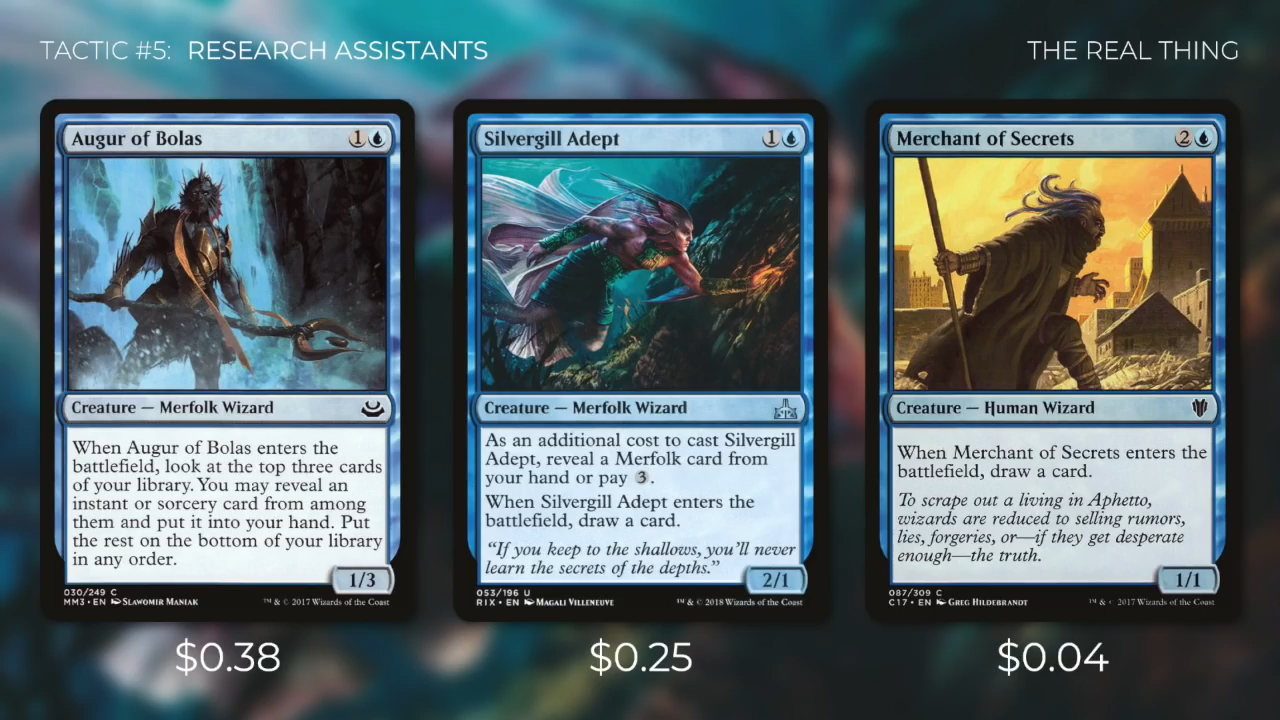 TACTIC #5: RESEARCH ASSISTANTS
THE REAL THING
Augur of Bolas 1
Creature — Merfolk Wizard
When Augur of Bolas enters the
battlefield, look at the top three cards
of your library. You may reveal an
instant or sorcery card from among
them and put it into your hand. Put
the rest on the bottom of your library
in any order.
1/3
030/249 C
MM3 • EN SLAWOMIR MANIAK
™ & © 2017 Wizards of the Coast
$0.38
Silvergill Adept 1
Creature — Merfolk Wizard
As an additional cost to cast Silvergill
Adept, reveal a Merfolk card from
your hand or pay 3.
When Silvergill Adept enters the
battlefield, draw a card.
“If you keep to the shallows, you’ll never
learn the secrets of the depths.”
2/1
053/196 U
RIX • EN MAGALI VILLENEUVE
™ & © 2018 Wizards of the Coast
$0.25
Merchant of Secrets 2
Creature — Human Wizard
When Merchant of Secrets enters the
battlefield, draw a card.
To scrape out a living in Aphetto,
wizards are reduced to selling rumors,
lies, forgeries, or—if they get desperate
enough—the truth.
1/1
087/309 C
C17 • EN GREG HILDEBRANDT
™ & © 2017 Wizards of the Coast
$0.04